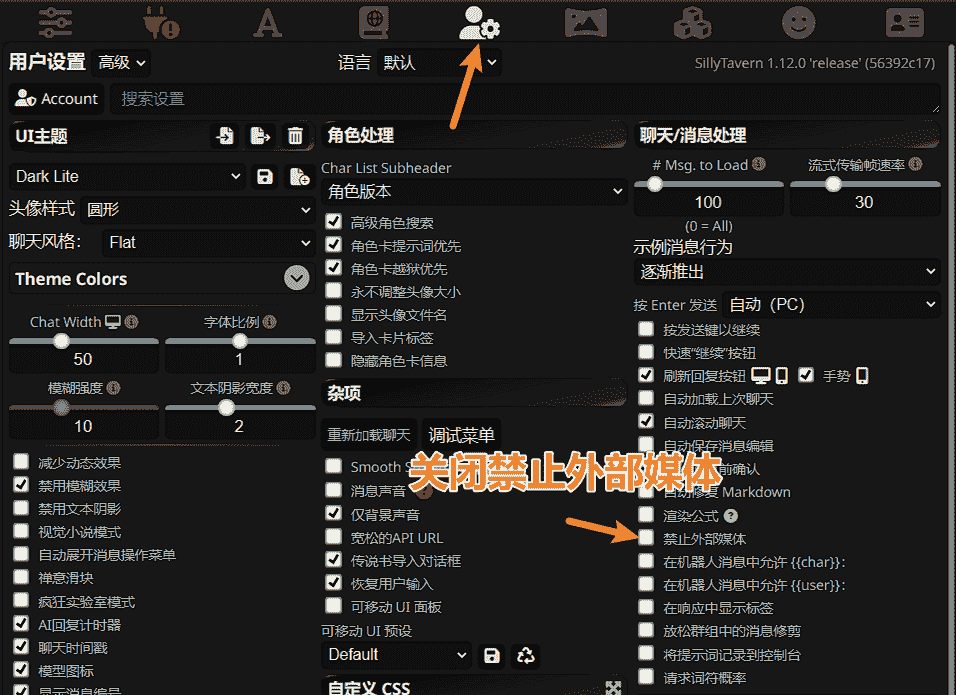 用户设置 高级
语言 默认
SillyTavern 1.12.0 'release' (56392c17)
Account 搜索设置
UI主题
Dark Lite
头像样式 圆形
聊天风格: Flat
Theme Colors
Chat Width 字体比例
50 1
模糊强度 文本阴影宽度
10 2
减少动态效果
禁用模糊效果
禁用文本阴影
视觉小说模式
自动展开消息操作菜单
禅意滑块
疯狂实验室模式
AI回复计时器
聊天时间戳
模型图标
显示消息编号
角色处理
Char List Subheader
角色版本
高级角色搜索
角色卡提示词优先
角色卡越狱优先
永不调整头像大小
显示头像文件名
导入卡片标签
隐藏角色卡信息
杂项
重新加载聊天 调试菜单
Smooth S
消息声音
仅背景声音
宽松的API URL
传说书导入对话框
恢复用户输入
可移动 UI 面板
可移动 UI 预设
Default
自定义 CSS
聊天/消息处理
# Msg. to Load 流式传输帧速率
100 30
(0 = All)
示例消息行为
逐渐推出
按 Enter 发送 自动（PC）
按发送键以继续
快速“继续”按钮
刷新回复按钮 手势
自动加载上次聊天
自动滚动聊天
自动保存消息编辑
前确认
自动修复 Markdown
渲染公式
禁止外部媒体
在机器人消息中允许 {{char}}:
在机器人消息中允许 {{user}}:
在响应中显示标签
放松群组中的消息修剪
将提示词记录到控制台
请求词符概率
关闭禁止外部媒体